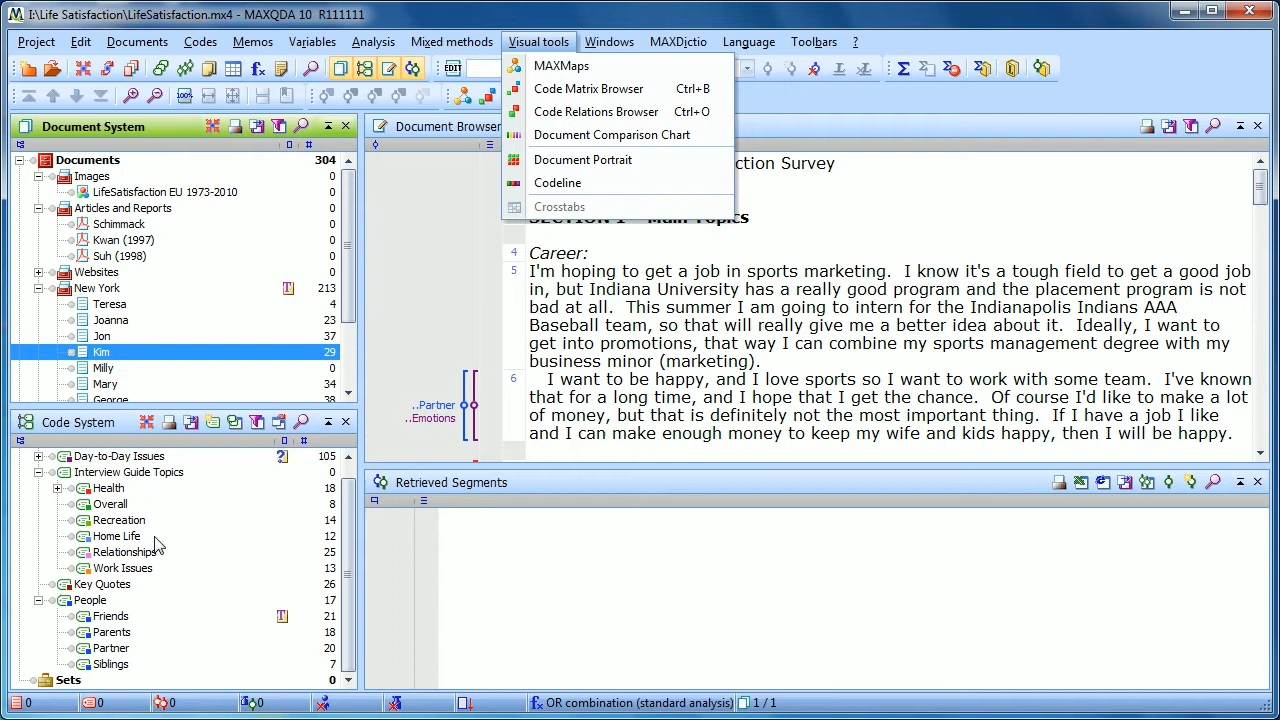 I:\Life Satisfaction\LifeSatisfaction.mx4 - MAXQDA 10 R111111
Project Edit Documents Codes Memos Variables Analysis Mixed methods Visual tools Windows MAXDictio Language Toolbars ?
EDIT
MAXMaps
Code Matrix Browser Ctrl+B
Code Relations Browser Ctrl+O
Document Comparison Chart
Document Portrait
Codeline
Crosstabs
Document System
Documents 304
Images 0
LifeSatisfaction EU 1973-2010 0
Articles and Reports 0
Schimmack 0
Kwan (1997) 0
Suh (1998) 0
Websites 0
New York 213
Teresa 4
Joanna 23
Jon 37
Kim 29
Milly 0
Mary 34
George
Code System
Day-to-Day Issues 105
Interview Guide Topics 0
Health 18
Overall 8
Recreation 14
Home Life 12
Relationships 25
Work Issues 13
Key Quotes 26
People 17
Friends 21
Parents 18
Partner 20
Siblings 7
Sets 0
Document Browser
ction Survey
SECTION 1 - Main Topics
4 Career:
5 I'm hoping to get a job in sports marketing. I know it's a tough field to get a good job
in, but Indiana University has a really good program and the placement program is not
bad at all. This summer I am going to intern for the Indianapolis Indians AAA
Baseball team, so that will really give me a better idea about it. Ideally, I want to
get into promotions, that way I can combine my sports management degree with my
business minor (marketing).
6 I want to be happy, and I love sports so I want to work with some team. I've known
that for a long time, and I hope that I get the chance. Of course I'd like to make a lot
of money, but that is definitely not the most important thing. If I have a job I like
and I can make enough money to keep my wife and kids happy, then I will be happy.
..Partner
..Emotions
Retrieved Segments
0 0 0 0 OR combination (standard analysis) 1 / 1